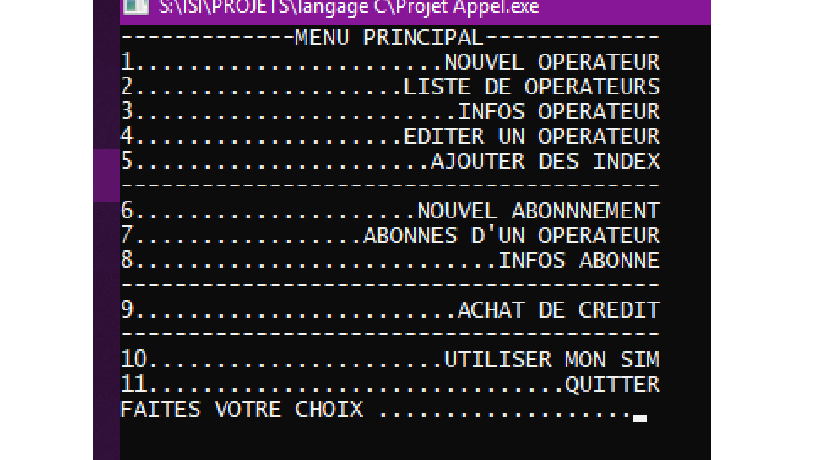 S:\ISI\PROJETS\langage C\Projet Appel.exe
-------------MENU PRINCIPAL-------------
1.......................NOUVEL OPERATEUR
2....................LISTE DE OPERATEURS
3........................INFOS OPERATEUR
4....................EDITER UN OPERATEUR
5......................AJOUTER DES INDEX
----------------------------------------
6.....................NOUVEL ABONNNEMENT
7.................ABONNES D'UN OPERATEUR
8...........................INFOS ABONNE
----------------------------------------
9........................ACHAT DE CREDIT
----------------------------------------
10......................UTILISER MON SIM
11...............................QUITTER
FAITES VOTRE CHOIX ...................